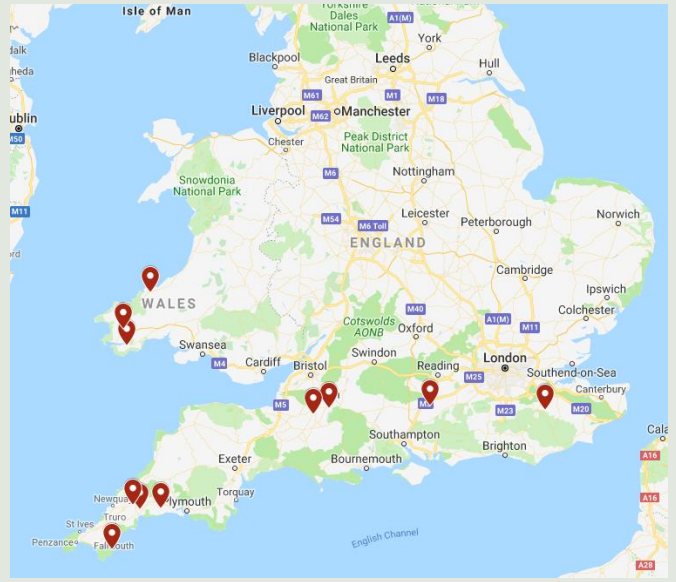 Isle of Man
Yorkshire
Dales
National Park
A1(M)
York
Blackpool
Leeds
Hull
Great Britain
M61
M1
M18
Liverpool
Manchester
M62
ublin
M50
Chester
Peak District
National Park
Snowdonia
National Park
M6
Nottingham
M11
M54
M6 Toll
Leicester
Peterborough
Norwich
ENGLAND
Cambridge
WALES
Ipswich
Colchester
Cotswolds
AONB
M40
Oxford
A1(M)
M11
Swansea
M4
Cardiff
Bristol
Swindon
Reading
London
M25
Southend-on-Sea
Canterbury
M5
M23
M20
Southampton
Brighton
Cala
A16
Exeter
Bournemouth
Torquay
Newqua
lymouth
A16
St Ives
Truro
Penzance
Falmouth
English Channel
A28